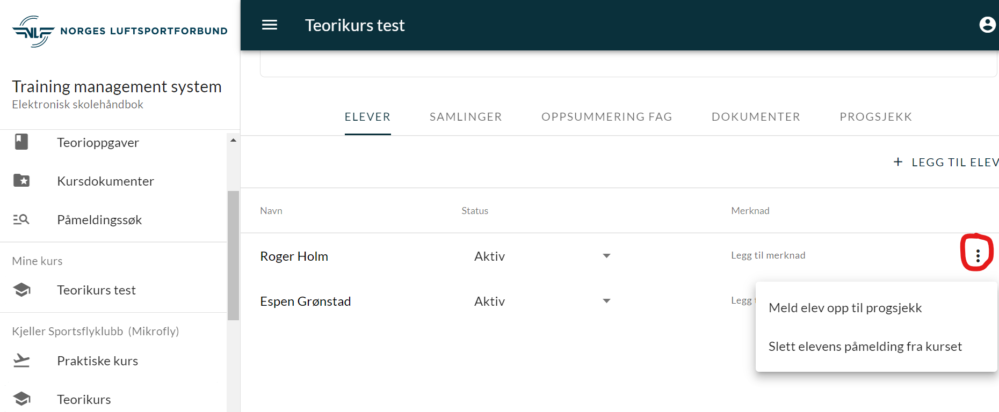 NLF NORGES LUFTSPORTFORBUND
Training management system
Elektronisk skolehåndbok
Teorioppgaver
Kursdokumenter
Påmeldingssøk
Mine kurs
Teorikurs test
Kjeller Sportsflyklubb (Mikrofly)
Praktiske kurs
Teorikurs
Teorikurs test
ELEVER SAMLINGER OPPSUMMERING FAG DOKUMENTER PROGSJEKK
+ LEGG TIL ELEV
Navn Status Merknad
Roger Holm Aktiv Legg til merknad
Espen Grønstad Aktiv Legg
Meld elev opp til progsjekk
Slett elevens påmelding fra kurset